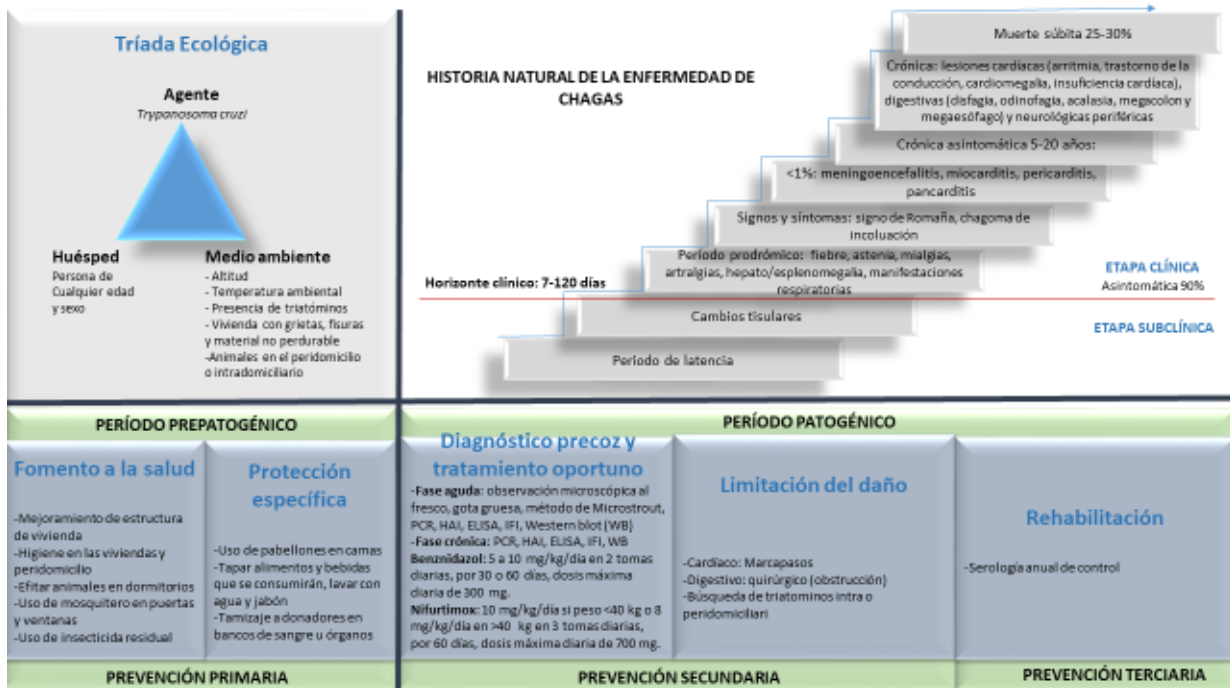 Tríada Ecológica
Agente
Trypanosoma cruzi
Huésped
Persona de
Cualquier edad
y sexo
Medio ambiente
- Altitud
- Temperatura ambiental
- Presencia de triatóminos
- Vivienda con grietas, fisuras
y material no perdurable
-Animales en el peridomicilio
o intradomiciliario
HISTORIA NATURAL DE LA ENFERMEDAD DE
CHAGAS
Muerte súbita 25-30%
Crónica: lesiones cardíacas (arritmia, trastorno de la
conducción, cardiomegalia, insuficiencia cardíaca),
digestivas (disfagia, odinofagia, acalasia, megacolon y
megaesófago) y neurológicas periféricas
Crónica asintomática 5-20 años:
<1%: meningoencefalitis, miocarditis, pericarditis,
pancarditis
Signos y síntomas: signo de Romaña, chagoma de
incoluación
Período prodrómico: fiebre, astenia, mialgias,
artralgias, hepato/esplenomegalia, manifestaciones
respiratorias
Horizonte clínico: 7-120 días
ETAPA CLÍNICA
Asintomática 90%
Cambios tisulares
ETAPA SUBCLÍNICA
Periodo de latencia
PERÍODO PREPATOGÉNICO
PERÍODO PATOGÉNICO
Fomento a la salud
-Mejoramiento de estructura
de vivienda
-Higiene en las viviendas y
peridomicilio
-Efitar animales en dormitorios
-Uso de mosquitero en puertas
y ventanas
-Uso de insecticida residual
Protección
específica
-Uso de pabellones en camas
-Tapar alimentos y bebidas
que se consumirán, lavar con
agua y jabón
-Tamizaje a donadores en
bancos de sangre u órganos
Diagnóstico precoz y
tratamiento oportuno
-Fase aguda: observación microscópica al
fresco, gota gruesa, método de Microstrout,
PCR, HAI, ELISA, IFI, Western blot (WB)
-Fase crónica: PCR, HAI, ELISA, IFI, WB
Benznidazol: 5 a 10 mg/kg/día en 2 tomas
diarias, por 30 o 60 días, dosis máxima
diaria de 300 mg.
Nifurtimox: 10 mg/kg/día si peso <40 kg o 8
mg/kg/día en >40 kg en 3 tomas diarias,
por 60 días, dosis máxima diaria de 700 mg.
Limitación del daño
-Cardíaco: Marcapasos
-Digestivo: quirúrgico (obstrucción)
-Búsqueda de triatominos intra o
peridomiciliari
Rehabilitación
-Serología anual de control
PREVENCIÓN PRIMARIA
PREVENCIÓN SECUNDARIA
PREVENCIÓN TERCIARIA